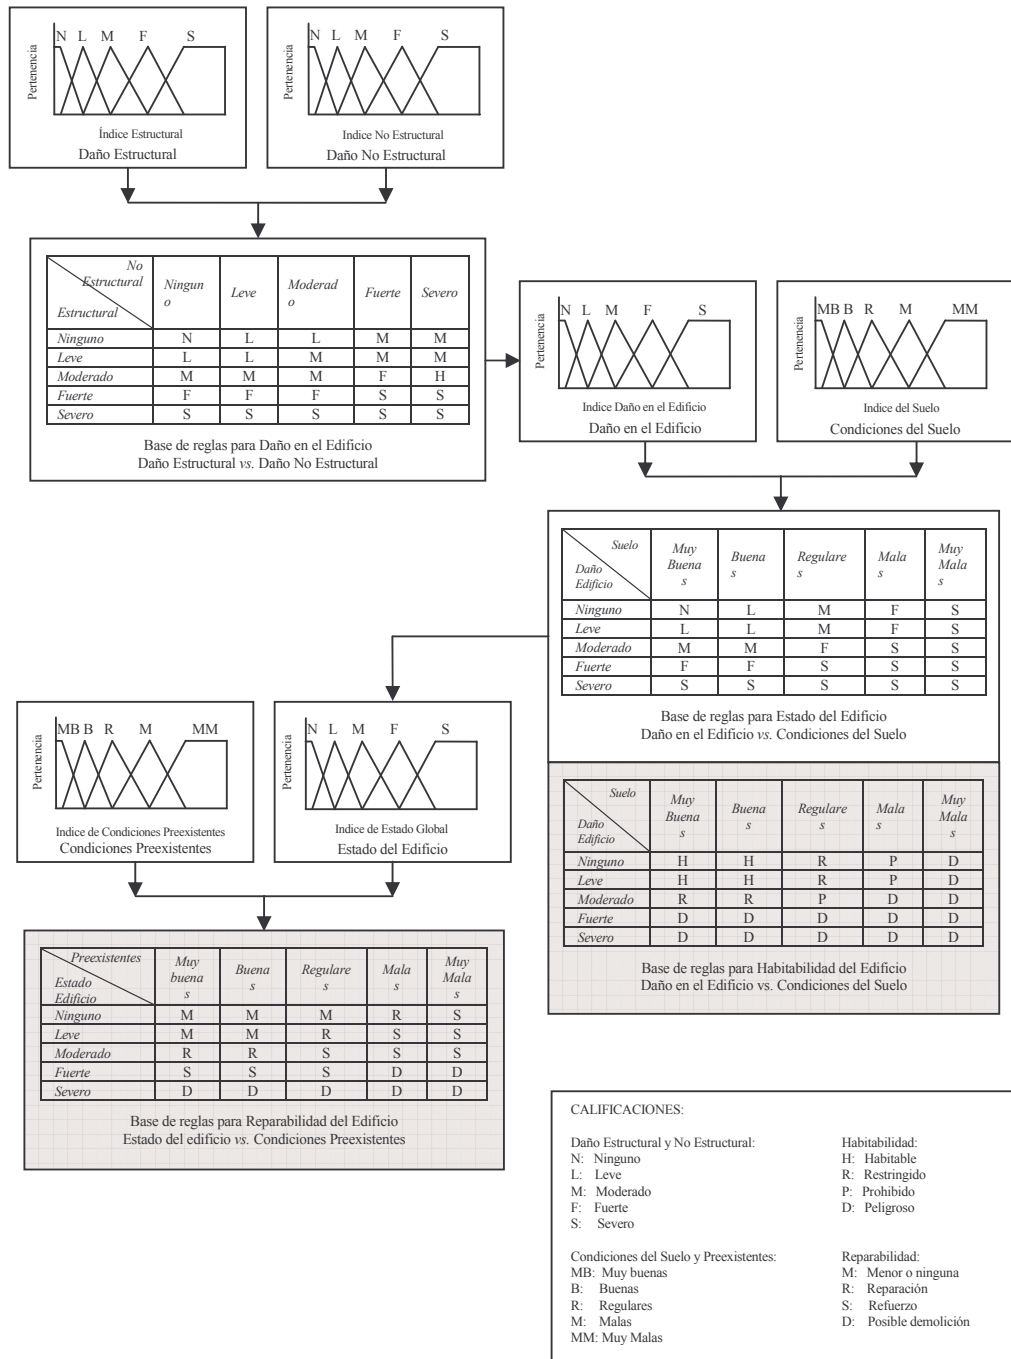 N L M F S
Pertenencia
Índice Estructural
Daño Estructural
N L M F S
Pertenencia
Indice No Estructural
Daño No Estructural
No
Estructural
Estructural
Ningun
o
Leve
Moderad
o
Fuerte
Severo
Ninguno N L L M M
Leve L L M M M
Moderado M M M F H
Fuerte F F F S S
Severo S S S S S
Base de reglas para Daño en el Edificio
Daño Estructural vs. Daño No Estructural
N L M F S
Pertenencia
Indice Daño en el Edificio
Daño en el Edificio
MB B R M MM
Pertenencia
Indice del Suelo
Condiciones del Suelo
Suelo
Daño
Edificio
Muy
Buena
s
Buena
s
Regulare
s
Mala
s
Muy
Mala
s
Ninguno N L M F S
Leve L L M F S
Moderado M M F S S
Fuerte F F S S S
Severo S S S S S
Base de reglas para Estado del Edificio
Daño en el Edificio vs. Condiciones del Suelo
Suelo
Daño
Edificio
Muy
Buena
s
Buena
s
Regulare
s
Mala
s
Muy
Mala
s
Ninguno H H R P D
Leve H H R P D
Moderado R R P D D
Fuerte D D D D D
Severo D D D D D
Base de reglas para Habitabilidad del Edificio
Daño en el Edificio vs. Condiciones del Suelo
MB B R M MM
Pertenencia
Indice de Condiciones Preexistentes
Condiciones Preexistentes
N L M F S
Pertenencia
Indice de Estado Global
Estado del Edificio
Preexistentes
Estado
Edificio
Muy
buena
s
Buena
s
Regulare
s
Mala
s
Muy
Mala
s
Ninguno M M M R S
Leve M M R S S
Moderado R R S S S
Fuerte S S S D D
Severo D D D D D
Base de reglas para Reparabilidad del Edificio
Estado del edificio vs. Condiciones Preexistentes
CALIFICACIONES:
Daño Estructural y No Estructural:
N: Ninguno
L: Leve
M: Moderado
F: Fuerte
S: Severo
Habitabilidad:
H: Habitable
R: Restringido
P: Prohibido
D: Peligroso
Condiciones del Suelo y Preexistentes:
MB: Muy buenas
B: Buenas
R: Regulares
M: Malas
MM: Muy Malas
Reparabilidad:
M: Menor o ninguna
R: Reparación
S: Refuerzo
D: Posible demolición